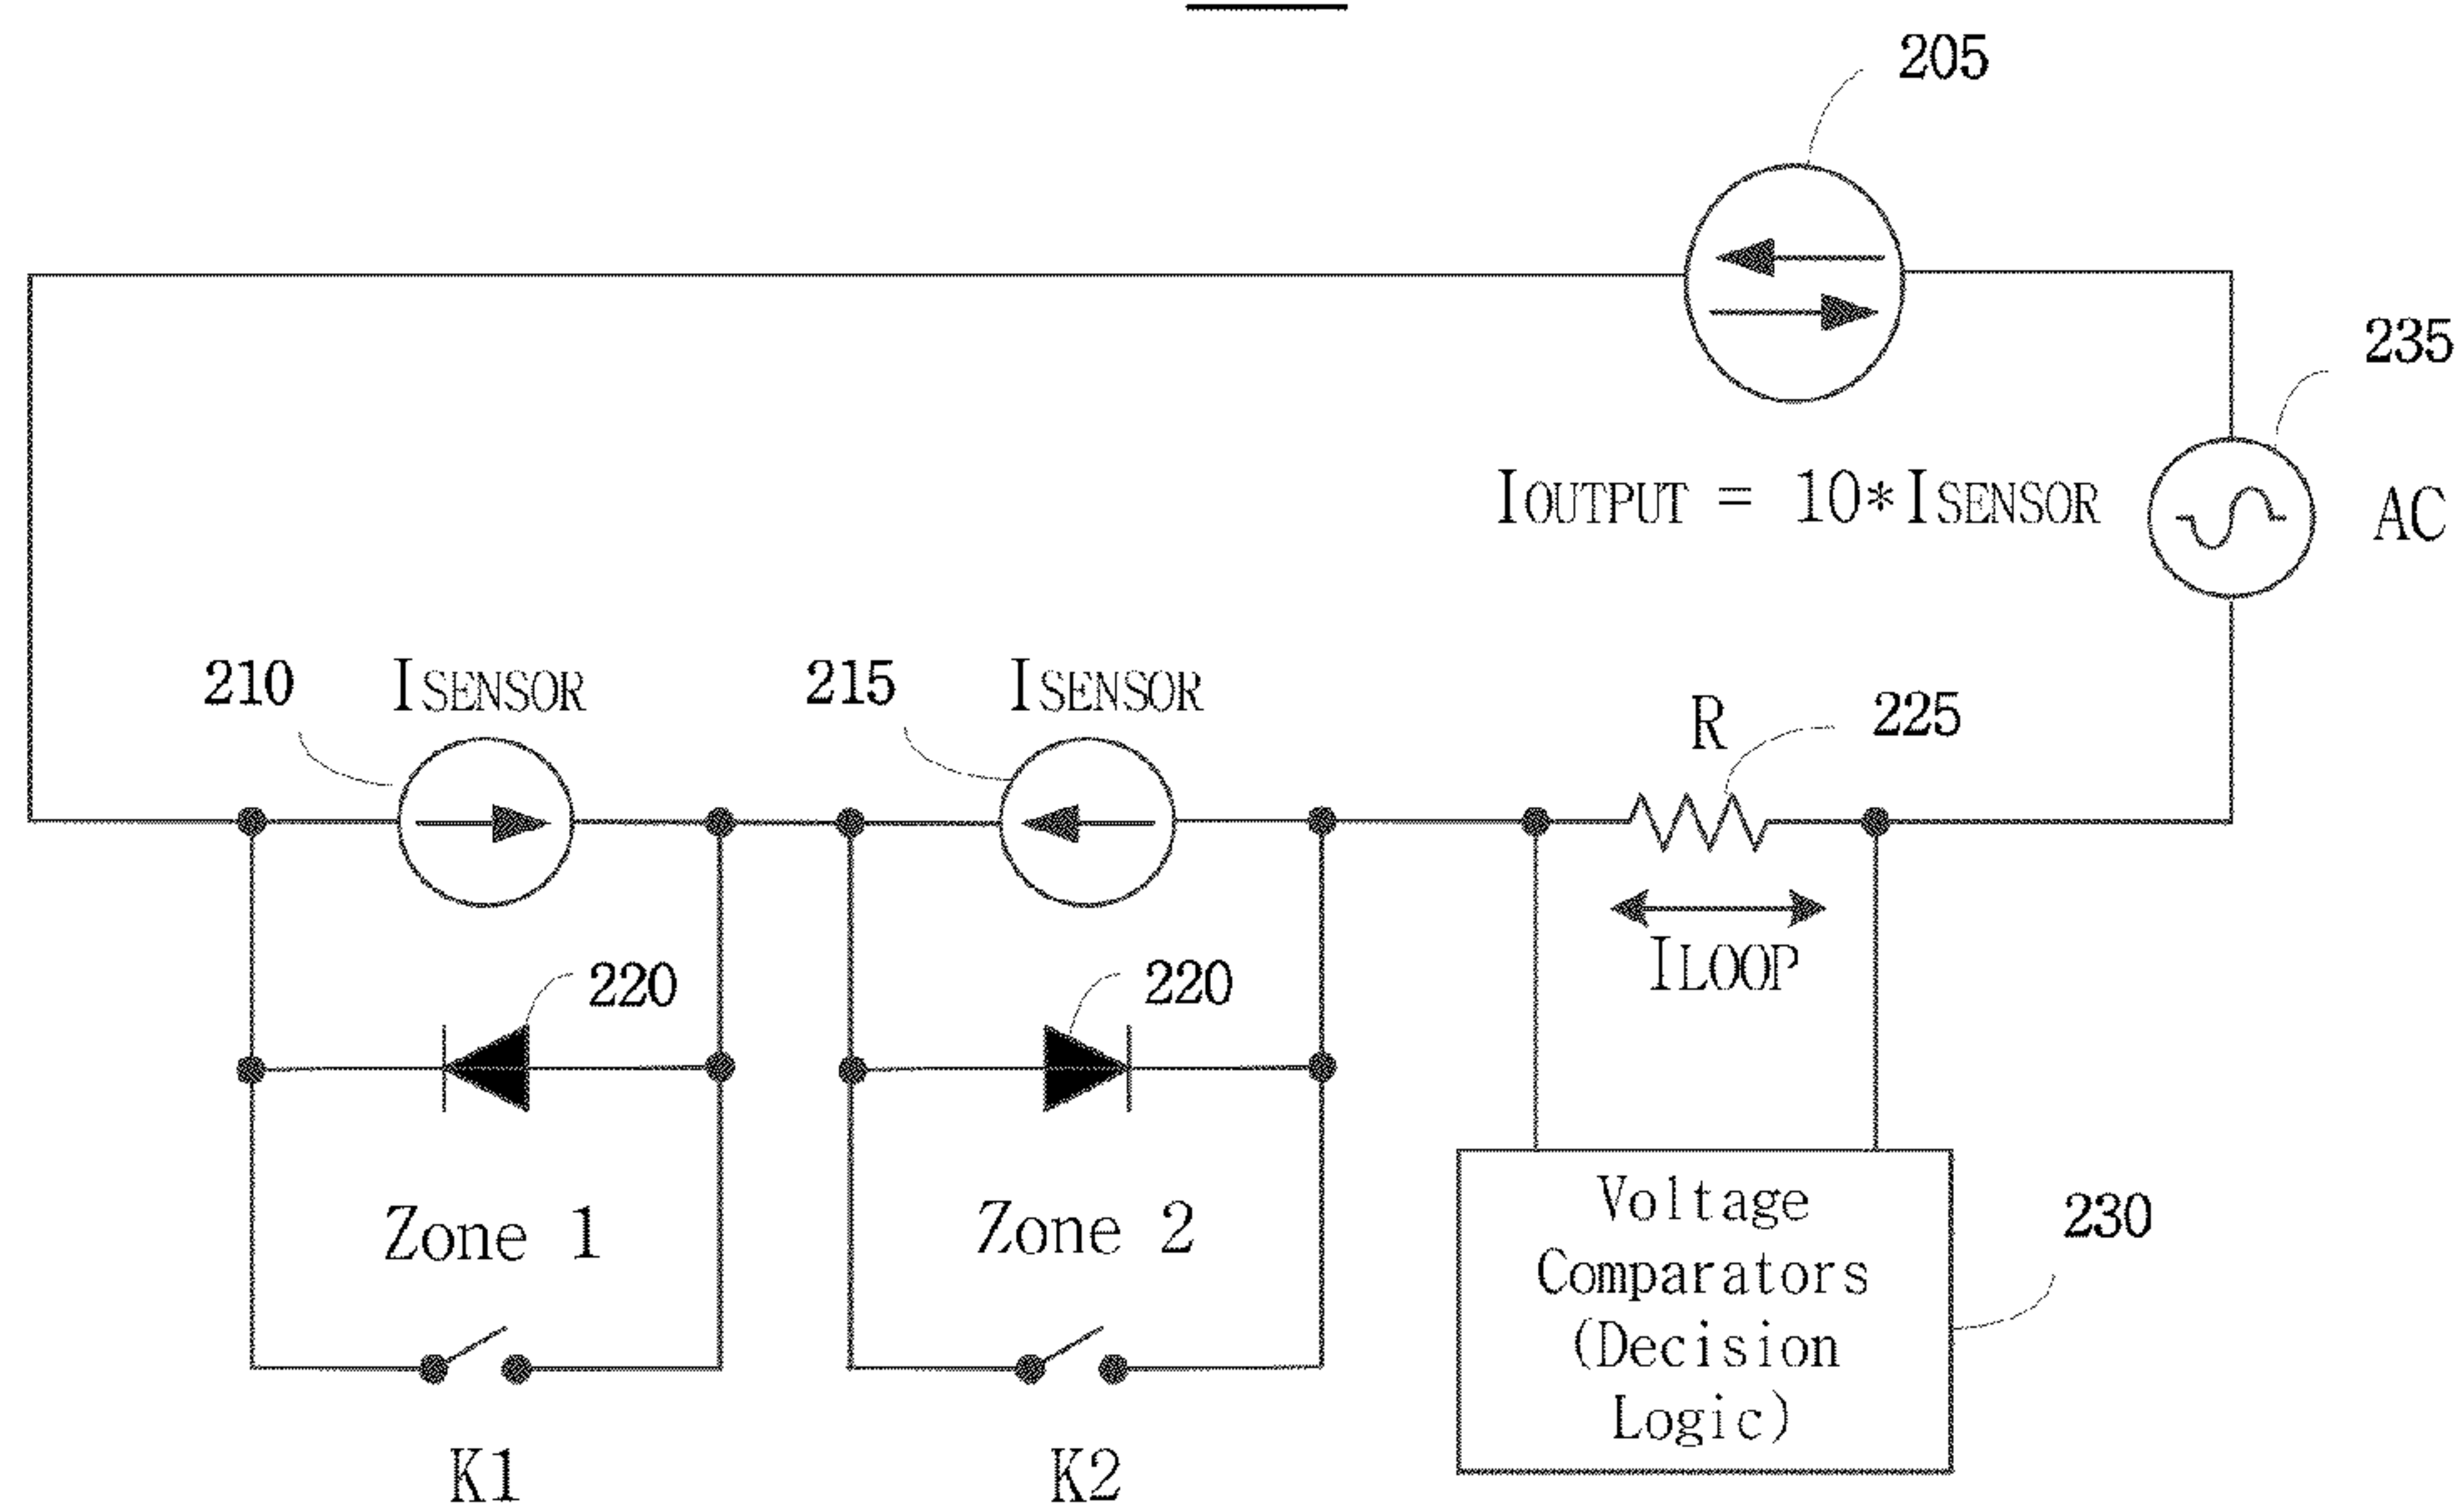 205
235
IOUTPUT = 10*ISENSOR
AC
210
ISENSOR
215
ISENSOR
R
225
ILOOP
220
220
Zone 1
Zone 2
Voltage
Comparators
(Decision
Logic)
230
K1
K2